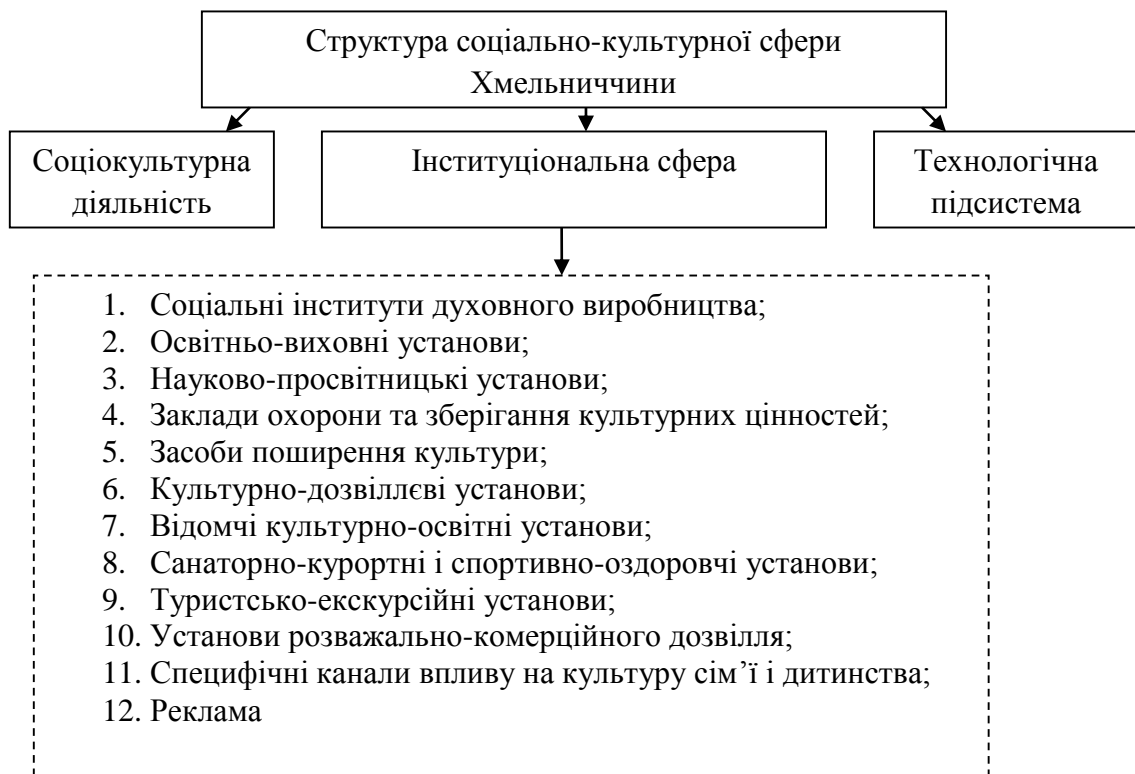 Структура соціально-культурної сфери
Хмельниччини
Соціокультурна
діяльність
Інституціональна сфера
Технологічна
підсистема
1. Соціальні інститути духовного виробництва;
2. Освітньо-виховні установи;
3. Науково-просвітницькі установи;
4. Заклади охорони та зберігання культурних цінностей;
5. Засоби поширення культури;
6. Культурно-дозвіллєві установи;
7. Відомчі культурно-освітні установи;
8. Санаторно-курортні і спортивно-оздоровчі установи;
9. Туристсько-екскурсійні установи;
10. Установи розважально-комерційного дозвілля;
11. Специфічні канали впливу на культуру сім’ї і дитинства;
12. Реклама